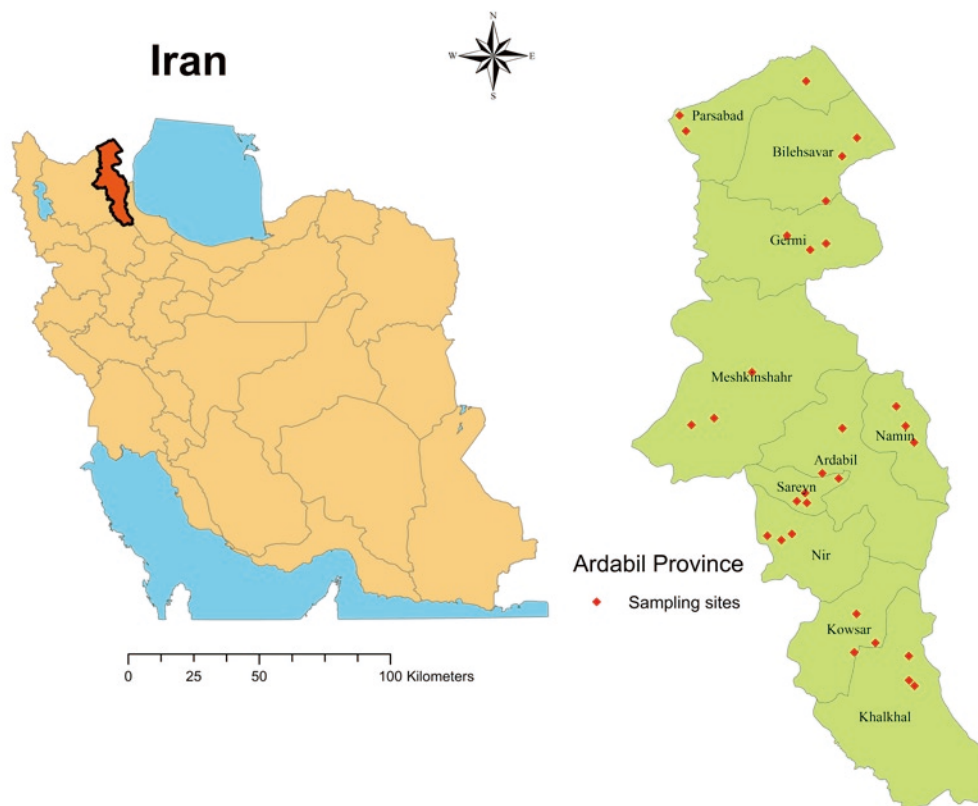 Iran
N
W E
S
Parsabad
Bilehsavar
Germi
Meshkinshahr
Namin
Ardabil
Sareyn
Nir
Ardabil Province
Sampling sites
Kowsar
Khalkhal
0 25 50 100 Kilometers